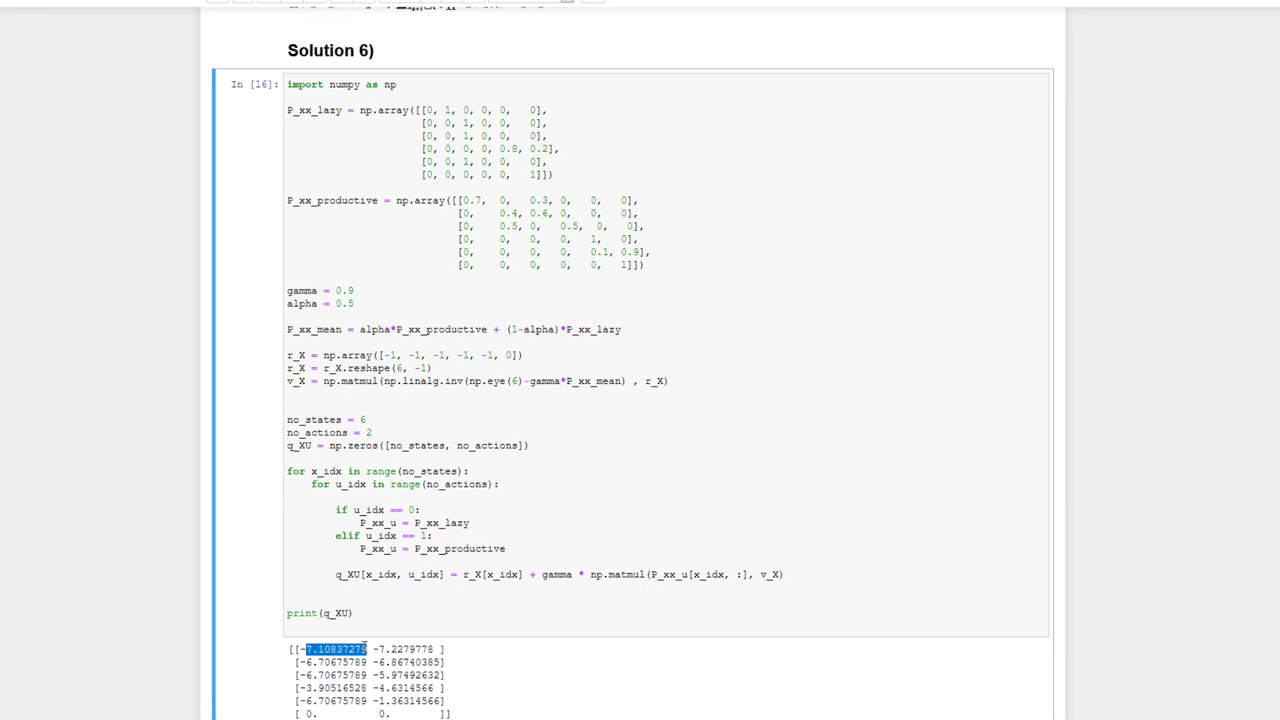 Solution 6)
In [16]: import numpy as np
P_xx_lazy = np.array([[0, 1, 0, 0, 0, 0],
[0, 0, 1, 0, 0, 0],
[0, 0, 1, 0, 0, 0],
[0, 0, 0, 0, 0.8, 0.2],
[0, 0, 1, 0, 0, 0],
[0, 0, 0, 0, 0, 1]])
P_xx_productive = np.array([[0.7, 0, 0.3, 0, 0, 0],
[0, 0.4, 0.6, 0, 0, 0],
[0, 0.5, 0, 0.5, 0, 0],
[0, 0, 0, 0, 1, 0],
[0, 0, 0, 0, 0.1, 0.9],
[0, 0, 0, 0, 0, 1]])
gamma = 0.9
alpha = 0.5
P_xx_mean = alpha*P_xx_productive + (1-alpha)*P_xx_lazy
r_X = np.array([-1, -1, -1, -1, -1, 0])
r_X = r_X.reshape(6, -1)
v_X = np.matmul(np.linalg.inv(np.eye(6)-gamma*P_xx_mean) , r_X)
no_states = 6
no_actions = 2
q_XU = np.zeros([no_states, no_actions])
for x_idx in range(no_states):
for u_idx in range(no_actions):
if u_idx == 0:
P_xx_u = P_xx_lazy
elif u_idx == 1:
P_xx_u = P_xx_productive
q_XU[x_idx, u_idx] = r_X[x_idx] + gamma * np.matmul(P_xx_u[x_idx, :], v_X)
print(q_XU)
[[-7.10837279 -7.2279778 ]
[-6.70675789 -6.86740385]
[-6.70675789 -5.97492632]
[-3.90516528 -4.6314566 ]
[-6.70675789 -1.36314566]
[ 0. 0. ]]